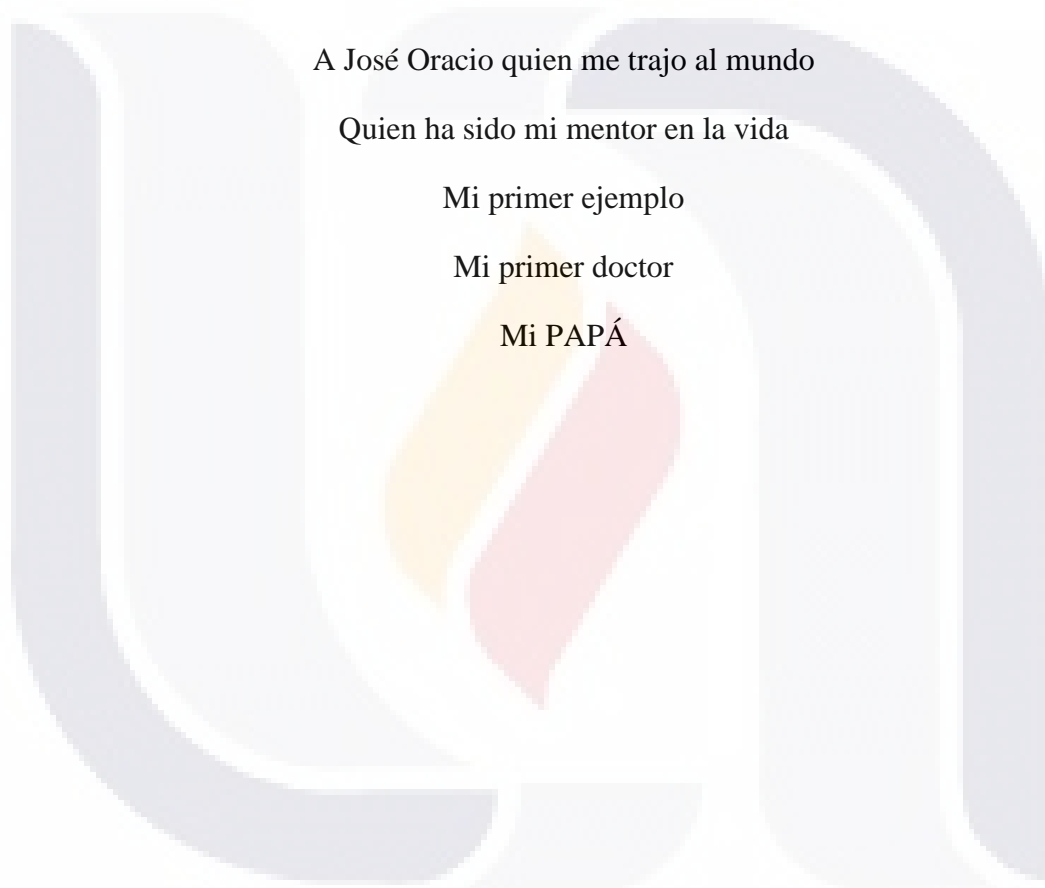 A José Oracio quien me trajo al mundo
Quien ha sido mi mentor en la vida
Mi primer ejemplo
Mi primer doctor
Mi PAPÁ